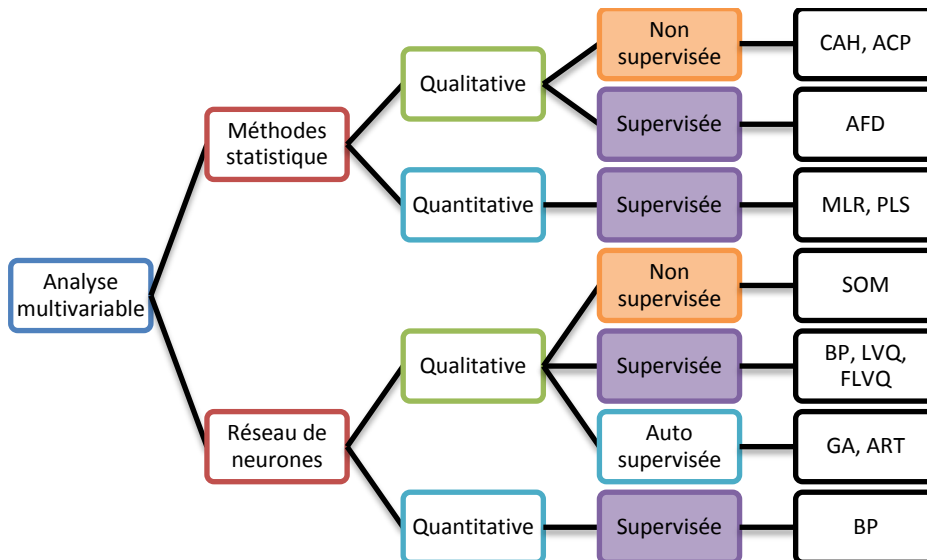 Analyse
multivariable
Méthodes
statistique
Qualitative
Non
supervisée
CAH, ACP
Supervisée
AFD
Quantitative
Supervisée
MLR, PLS
Réseau de
neurones
Qualitative
Non
supervisée
SOM
Supervisée
BP, LVQ,
FLVQ
Auto
supervisée
GA, ART
Quantitative
Supervisée
BP